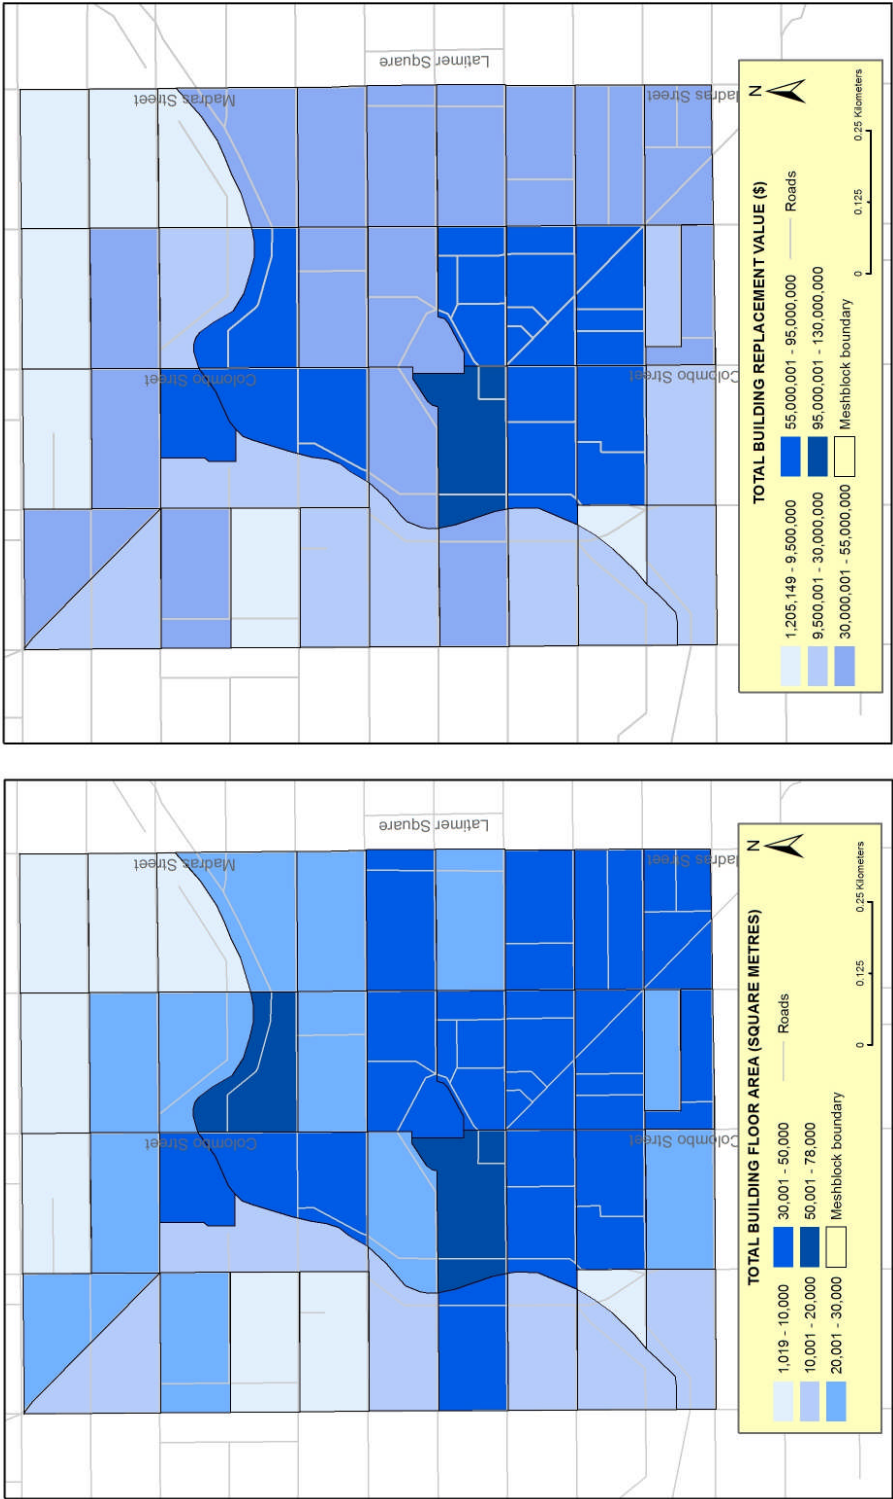 Latimer Square
Madras Street
adras Street
Colombo Street
Colombo Street
TOTAL BUILDING FLOOR AREA (SQUARE METRES)
1,019 - 10,000
10,001 - 20,000
20,001 - 30,000
30,001 - 50,000
50,001 - 78,000
Meshblock boundary
Roads
N
0 0.125 0.25 Kilometers
Latimer Square
Madras Street
adras Street
Colombo Street
Colombo Street
TOTAL BUILDING REPLACEMENT VALUE ($)
1,205,149 - 9,500,000
9,500,001 - 30,000,000
30,000,001 - 55,000,000
55,000,001 - 95,000,000
95,000,001 - 130,000,000
Meshblock boundary
Roads
N
0 0.125 0.25 Kilometers